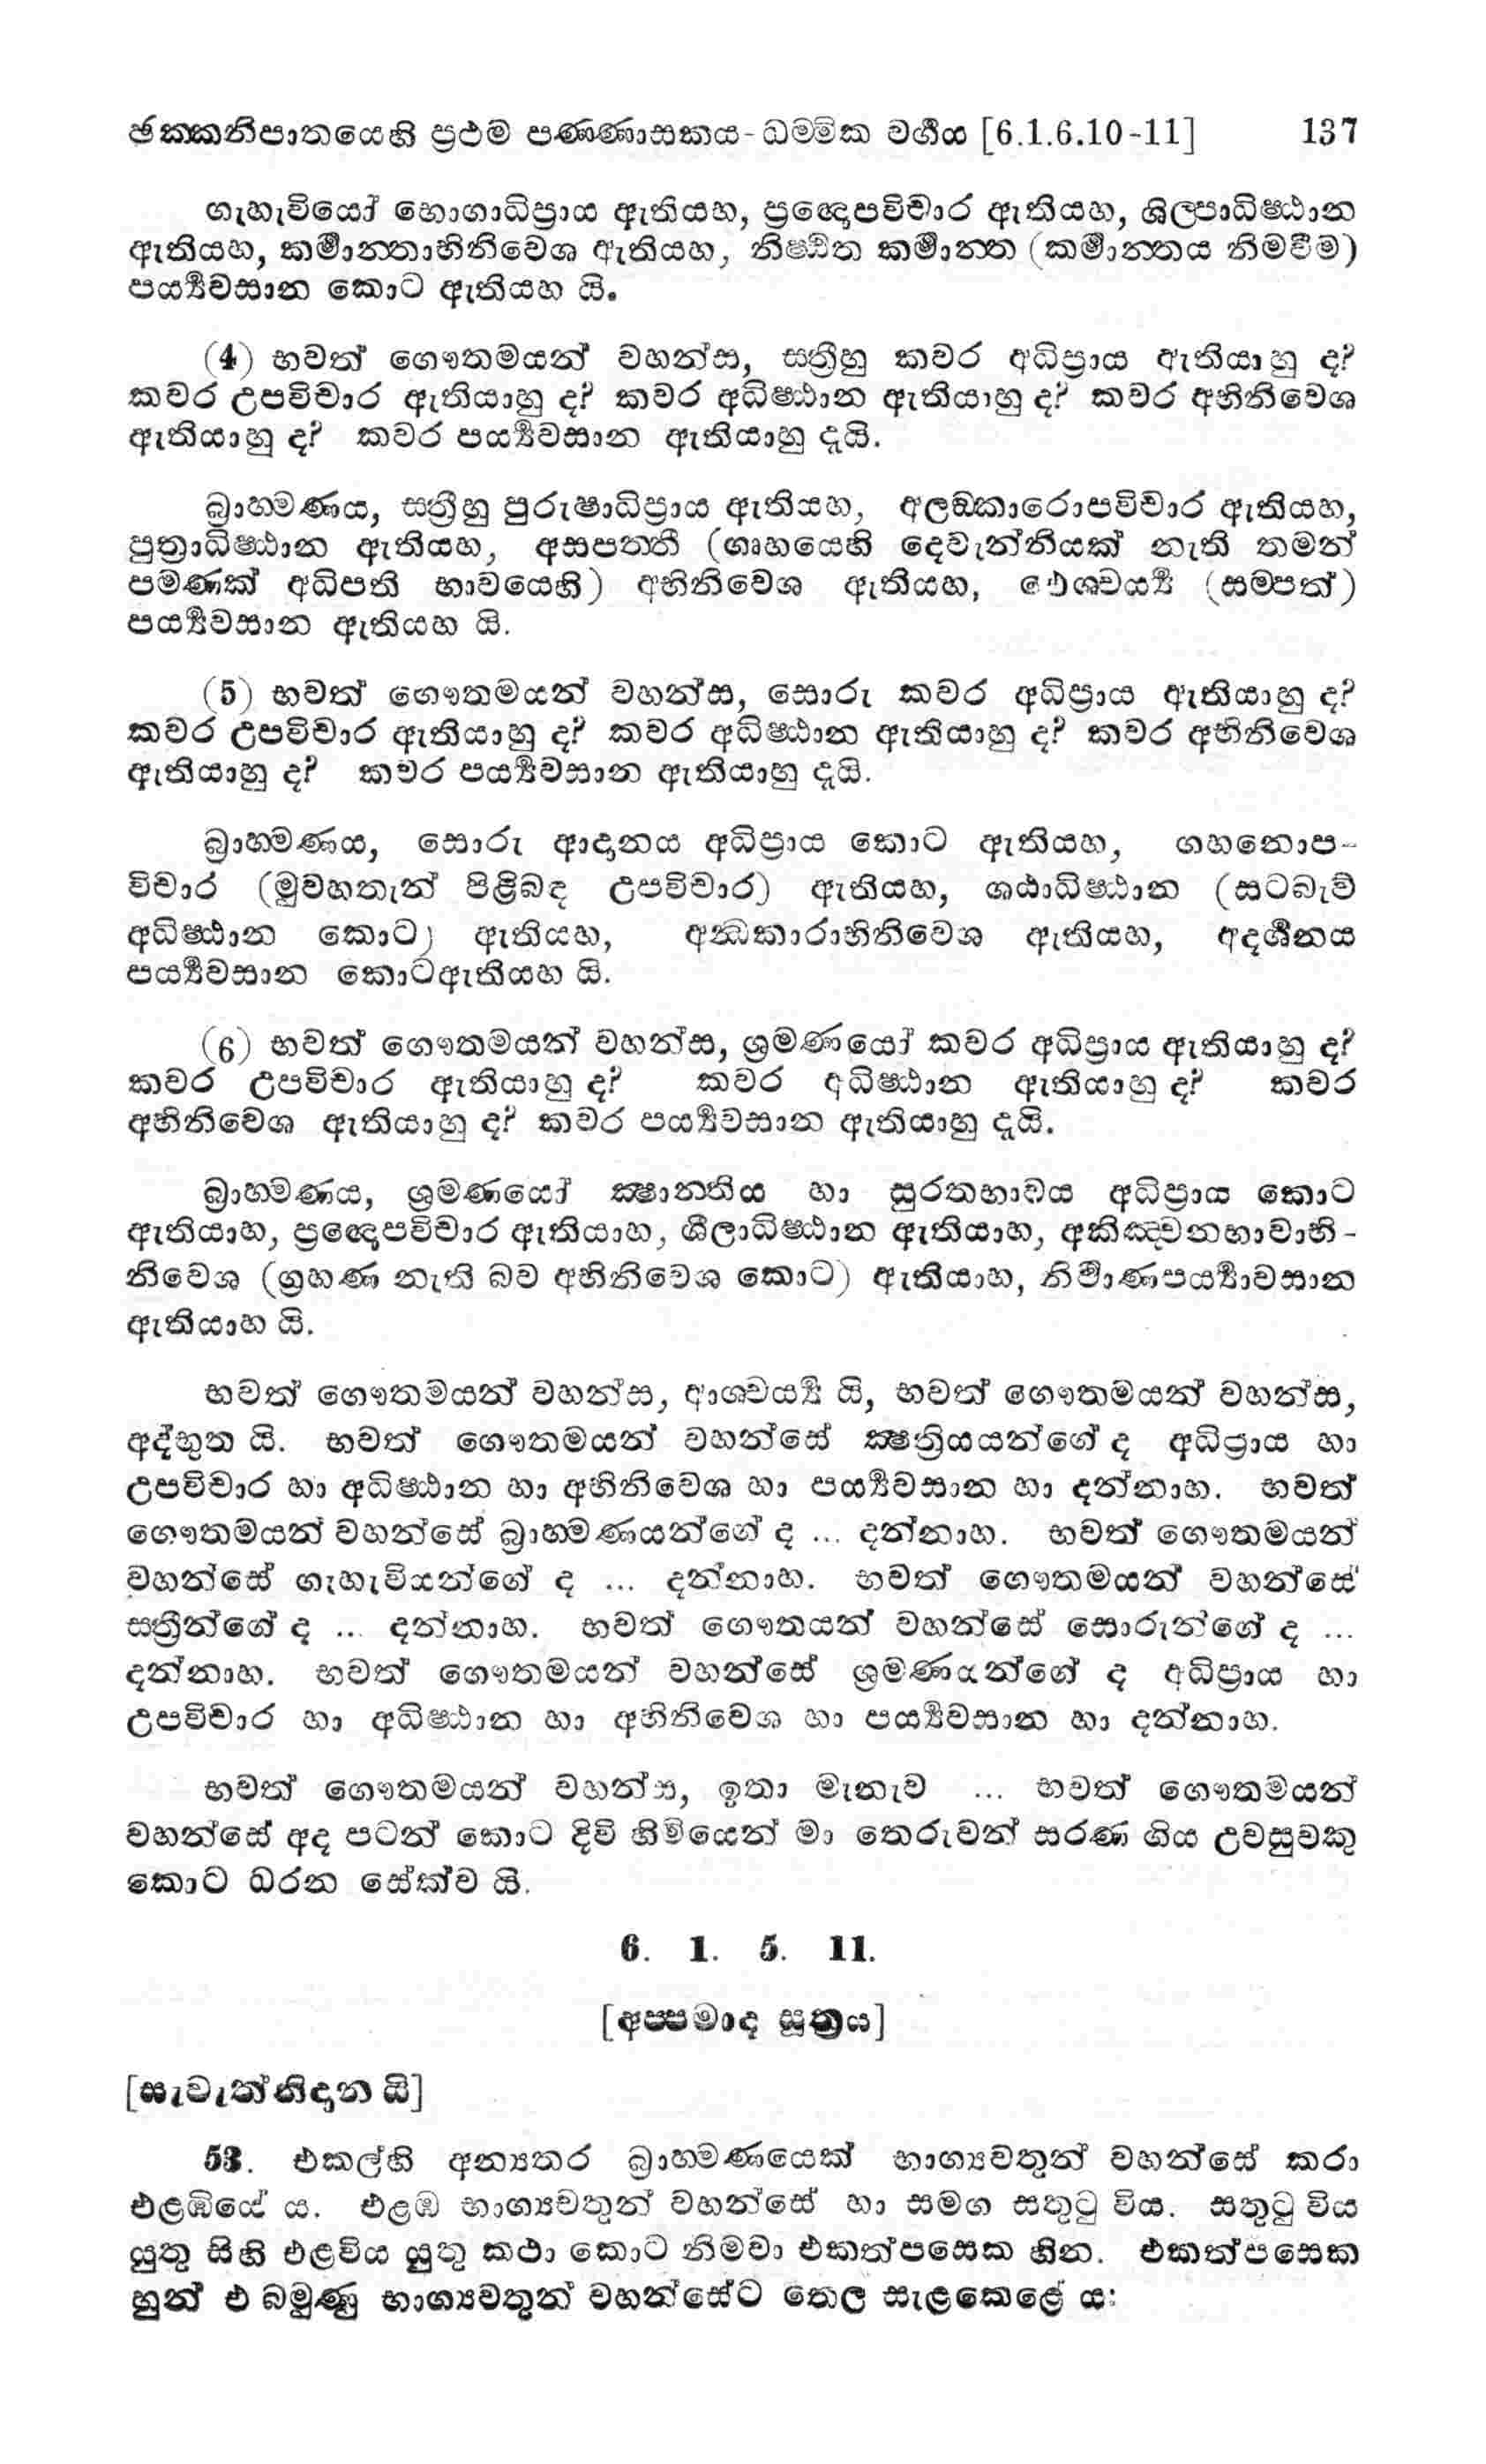 ඡක්කනිපාතයෙහි ප්‍රථම පණ්ණාසකය- ධම්මික වර්ගය [6.1.6.10-11] 137
ගැහැවියෝ භොගාධිප්‍රාය ඇතියහ, ප්‍රඥොපවිචාර ඇතියහ, ශිල්පාධිෂ්ඨාන
ඇතියහ, කර්මාන්තාභිනිවෙශ ඇතියහ, නිෂ්ඨිත කර්මාන්ත (කර්මාන්තය නිමවීම)
පර්‍ය්‍යවසාන කොට ඇතියහ යි.
(4) භවත් ගෞතමයන් වහන්ස, ස්ත්‍රීහු කවර අධිප්‍රාය ඇතියාහු ද?
කවර උපවිචාර ඇතියාහු ද? කවර අධිෂ්ඨාන ඇතියාහු ද? කවර අභිනිවෙශ
ඇතියාහු ද? කවර පර්‍ය්‍යවසාන ඇතියාහු දැයි.
බ්‍රාහ්මණය, ස්ත්‍රීහු පුරුෂාධිප්‍රාය ඇතියහ, අලඞ්කාරොපවිචාර ඇතියහ,
පුත්‍රාධිෂ්ඨාන ඇතියහ, අසපත්නී (ගෘහයෙහි දෙවැන්නියක් නැති තමන්
පමණක් අධිපති භාවයෙහි) අභිනිවෙශ ඇතියහ, ඓශ්වර්‍ය්‍ය (සම්පත්)
පර්‍ය්‍යවසාන ඇතියහ යි.
(5) භවත් ගෞතමයන් වහන්ස, සොරු කවර අධිප්‍රාය ඇතියාහු ද?
කවර උපවිචාර ඇතියාහු ද? කවර අධිෂ්ඨාන ඇතියාහු ද? කවර අභිනිවෙශ
ඇතියාහු ද? කවර පර්‍ය්‍යවසාන ඇතියාහු දැයි.
බ්‍රාහ්මණය, සොරු ආදානය අධිප්‍රාය කොට ඇතියහ, ගහනොප-
විචාර (මුවහතැන් පිළිබඳ උපවිචාර) ඇතියහ, ශඨාධිෂ්ඨාන (සටබැව්
අධිෂ්ඨාන කොට) ඇතියහ, අන්ධකාරාභිනිවෙශ ඇතියහ, අදර්ශනය
පර්‍ය්‍යවසාන කොටඇතියහ යි.
(6) භවත් ගෞතමයන් වහන්ස, ශ්‍රමණයෝ කවර අධිප්‍රාය ඇතියාහු ද?
කවර උපවිචාර ඇතියාහු ද? කවර අධිෂ්ඨාන ඇතියාහු ද? කවර
අභිනිවෙශ ඇතියාහු ද? කවර පර්‍ය්‍යවසාන ඇතියාහු දැයි.
බ්‍රාහ්මණය, ශ්‍රමණයෝ ක්ෂාන්තිය හා සුරතභාවය අධිප්‍රාය කොට
ඇතියාහ, ප්‍රඥොපවිචාර ඇතියාහ, ශීලාධිෂ්ඨාන ඇතියාහ, අකිඤ්චනභාවාභි-
නිවෙශ (ග්‍රහණ නැති බව අභිනිවෙශ කොට) ඇතියාහ, නිර්වාණපර්‍ය්‍යාවසාන
ඇතියාහ යි.
භවත් ගෞතමයන් වහන්ස, ආශ්චර්‍ය්‍ය යි, භවත් ගෞතමයන් වහන්ස,
අද්භුත යි. භවත් ගෞතමයන් වහන්සේ ක්ෂත්‍රියයන්ගේ ද අධිප්‍රාය හා
උපවිචාර හා අධිෂ්ඨාන හා අභිනිවෙශ හා පර්‍ය්‍යවසාන හා දන්නාහ. භවත්
ගෞතමයන් වහන්සේ බ්‍රාහ්මණයන්ගේ ද ... දන්නාහ. භවත් ගෞතමයන්
වහන්සේ ගැහැවියන්ගේ ද ... දන්නාහ. භවත් ගෞතමයන් වහන්සේ
ස්ත්‍රීන්ගේ ද ... දන්නාහ. භවත් ගෞතයන් වහන්සේ සොරුන්ගේ ද ...
දන්නාහ. භවත් ගෞතමයන් වහන්සේ ශ්‍රමණයන්ගේ ද අධිප්‍රාය හා
උපවිචාර හා අධිෂ්ඨාන හා අභිනිවෙශ හා පර්‍ය්‍යවසාන හා දන්නාහ.
භවත් ගෞතමයන් වහන්ස, ඉතා මැනැව ... භවත් ගෞතමයන්
වහන්සේ අද පටන් කොට දිවි හිමියෙන් මා තෙරුවන් සරණ ගිය උවසුවකු
කොට ධරන සේක්ව යි.
6. 1. 5. 11.
[අප්පමාද සූත්‍රය]
[සැවැත්නිදාන යි]
53. එකල්හි අන්‍යතර බ්‍රාහ්මණයෙක් භාග්‍යවතුන් වහන්සේ කරා
එළඹියේ ය. එළඹ භාග්‍යවතුන් වහන්සේ හා සමග සතුටු විය. සතුටු විය
යුතු සිහි එළවිය යුතු කථා කොට නිමවා එකත්පසෙක හින. එකත්පසෙක
හුන් එ බමුණු භාග්‍යවතුන් වහන්සේට තෙල සැළකෙළේ ය: